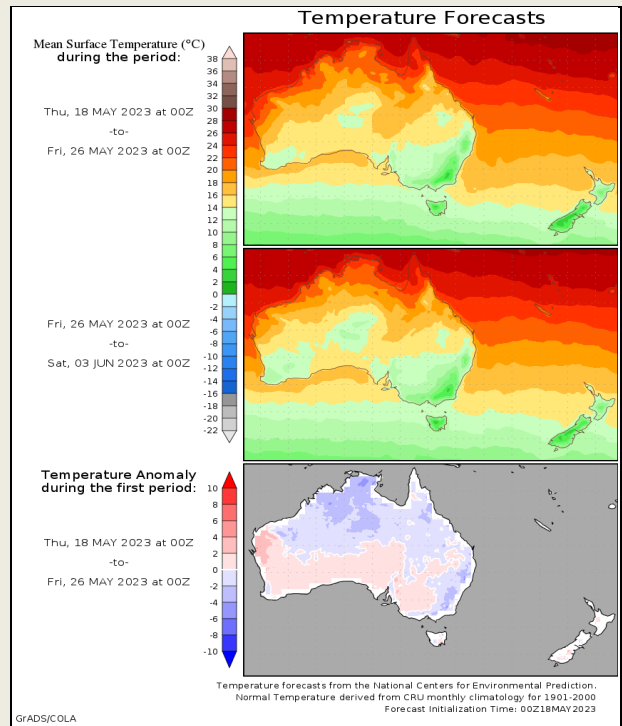 Temperature Forecasts
Mean Surface Temperature (°C)
during the period:
Thu, 18 MAY 2023 at 00Z
-to-
Fri, 26 MAY 2023 at 00Z
38
36
34
32
30
28
26
24
22
20
18
16
14
12
10
8
6
4
2
0
-2
-4
-6
-8
-10
-12
-14
-16
-18
-20
-22
Fri, 26 MAY 2023 at 00Z
-to-
Sat, 03 JUN 2023 at 00Z
Temperature Anomaly
during the first period:
Thu, 18 MAY 2023 at 00Z
-to-
Fri, 26 MAY 2023 at 00Z
10
8
6
4
2
0
-2
-4
-6
-8
-10
Temperature forecasts from the National Centers for Environmental Prediction.
Normal Temperature derived from CRU monthly climatology for 1901-2000
Forecast Initialization Time: 00Z18MAY2023
GrADS/COLA